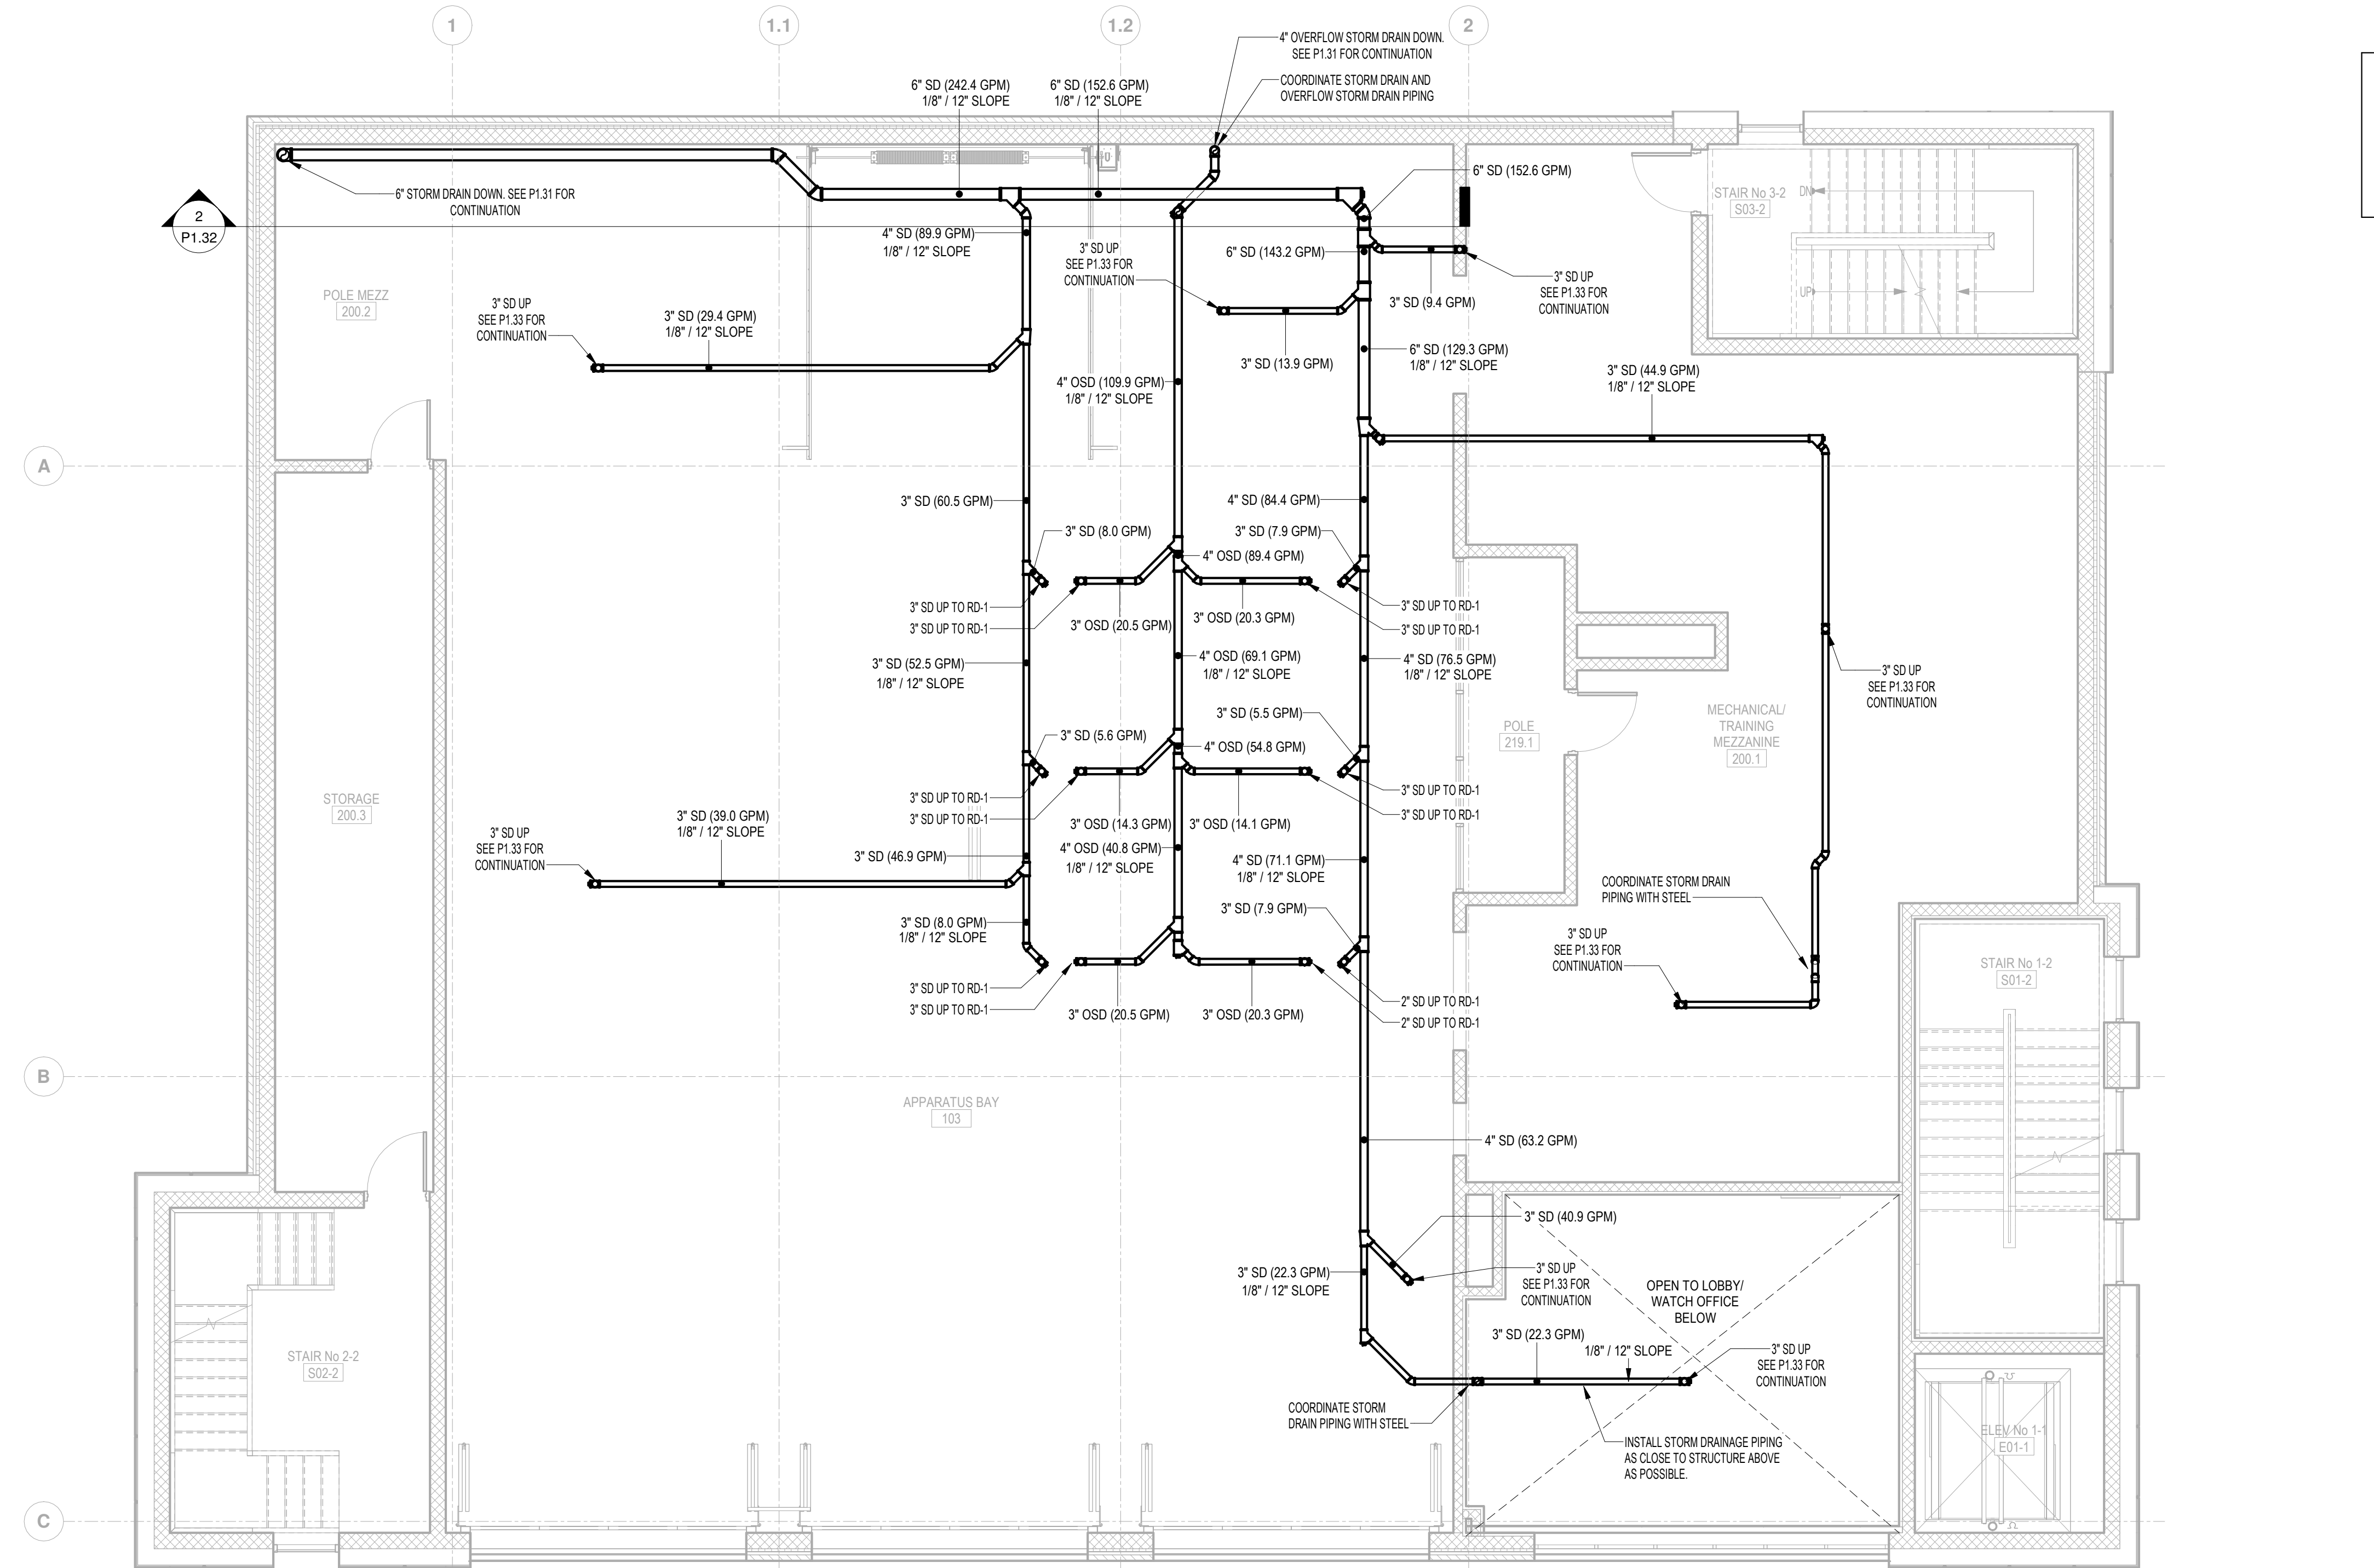 1
1.1
1.2
2
4" OVERFLOW STORM DRAIN DOWN.
SEE P1.31 FOR CONTINUATION
COORDINATE STORM DRAIN AND
OVERFLOW STORM DRAIN PIPING
6" SD (242.4 GPM)
1/8" / 12" SLOPE
6" SD (152.6 GPM)
1/8" / 12" SLOPE
6" STORM DRAIN DOWN. SEE P1.31 FOR
CONTINUATION
2
P1.32
6" SD (152.6 GPM)
STAIR No 3-2
S03-2
DN
UP
4" SD (89.9 GPM)
1/8" / 12" SLOPE
3" SD UP
SEE P1.33 FOR
CONTINUATION
6" SD (143.2 GPM)
3" SD (9.4 GPM)
3" SD UP
SEE P1.33 FOR
CONTINUATION
POLE MEZZ
200.2
3" SD UP
SEE P1.33 FOR
CONTINUATION
3" SD (29.4 GPM)
1/8" / 12" SLOPE
3" SD (13.9 GPM)
6" SD (129.3 GPM)
1/8" / 12" SLOPE
4" OSD (109.9 GPM)
1/8" / 12" SLOPE
3" SD (44.9 GPM)
1/8" / 12" SLOPE
A
3" SD (60.5 GPM)
4" SD (84.4 GPM)
3" SD (8.0 GPM)
3" SD (7.9 GPM)
4" OSD (89.4 GPM)
3" SD UP TO RD-1
3" SD UP TO RD-1
3" OSD (20.5 GPM)
3" OSD (20.3 GPM)
3" SD UP TO RD-1
3" SD UP TO RD-1
3" SD (52.5 GPM)
1/8" / 12" SLOPE
4" OSD (69.1 GPM)
1/8" / 12" SLOPE
4" SD (76.5 GPM)
1/8" / 12" SLOPE
3" SD UP
SEE P1.33 FOR
CONTINUATION
3" SD (5.6 GPM)
3" SD (5.5 GPM)
4" OSD (54.8 GPM)
POLE
219.1
MECHANICAL/
TRAINING
MEZZANINE
200.1
STORAGE
200.3
3" SD UP TO RD-1
3" SD UP TO RD-1
3" OSD (14.3 GPM)
3" OSD (14.1 GPM)
3" SD UP TO RD-1
3" SD UP TO RD-1
3" SD UP
SEE P1.33 FOR
CONTINUATION
3" SD (39.0 GPM)
1/8" / 12" SLOPE
3" SD (46.9 GPM)
4" OSD (40.8 GPM)
1/8" / 12" SLOPE
4" SD (71.1 GPM)
1/8" / 12" SLOPE
COORDINATE STORM DRAIN
PIPING WITH STEEL
3" SD (8.0 GPM)
1/8" / 12" SLOPE
3" SD (7.9 GPM)
3" SD UP
SEE P1.33 FOR
CONTINUATION
STAIR No 1-2
S01-2
3" SD UP TO RD-1
3" SD UP TO RD-1
3" OSD (20.5 GPM)
3" OSD (20.3 GPM)
2" SD UP TO RD-1
2" SD UP TO RD-1
B
APPARATUS BAY
103
4" SD (63.2 GPM)
3" SD (40.9 GPM)
3" SD (22.3 GPM)
1/8" / 12" SLOPE
3" SD UP
SEE P1.33 FOR
CONTINUATION
OPEN TO LOBBY/
WATCH OFFICE
BELOW
STAIR No 2-2
S02-2
3" SD (22.3 GPM)
1/8" / 12" SLOPE
3" SD UP
SEE P1.33 FOR
CONTINUATION
COORDINATE STORM
DRAIN PIPING WITH STEEL
INSTALL STORM DRAINAGE PIPING
AS CLOSE TO STRUCTURE ABOVE
AS POSSIBLE.
ELEV No 1-1
E01-1
C